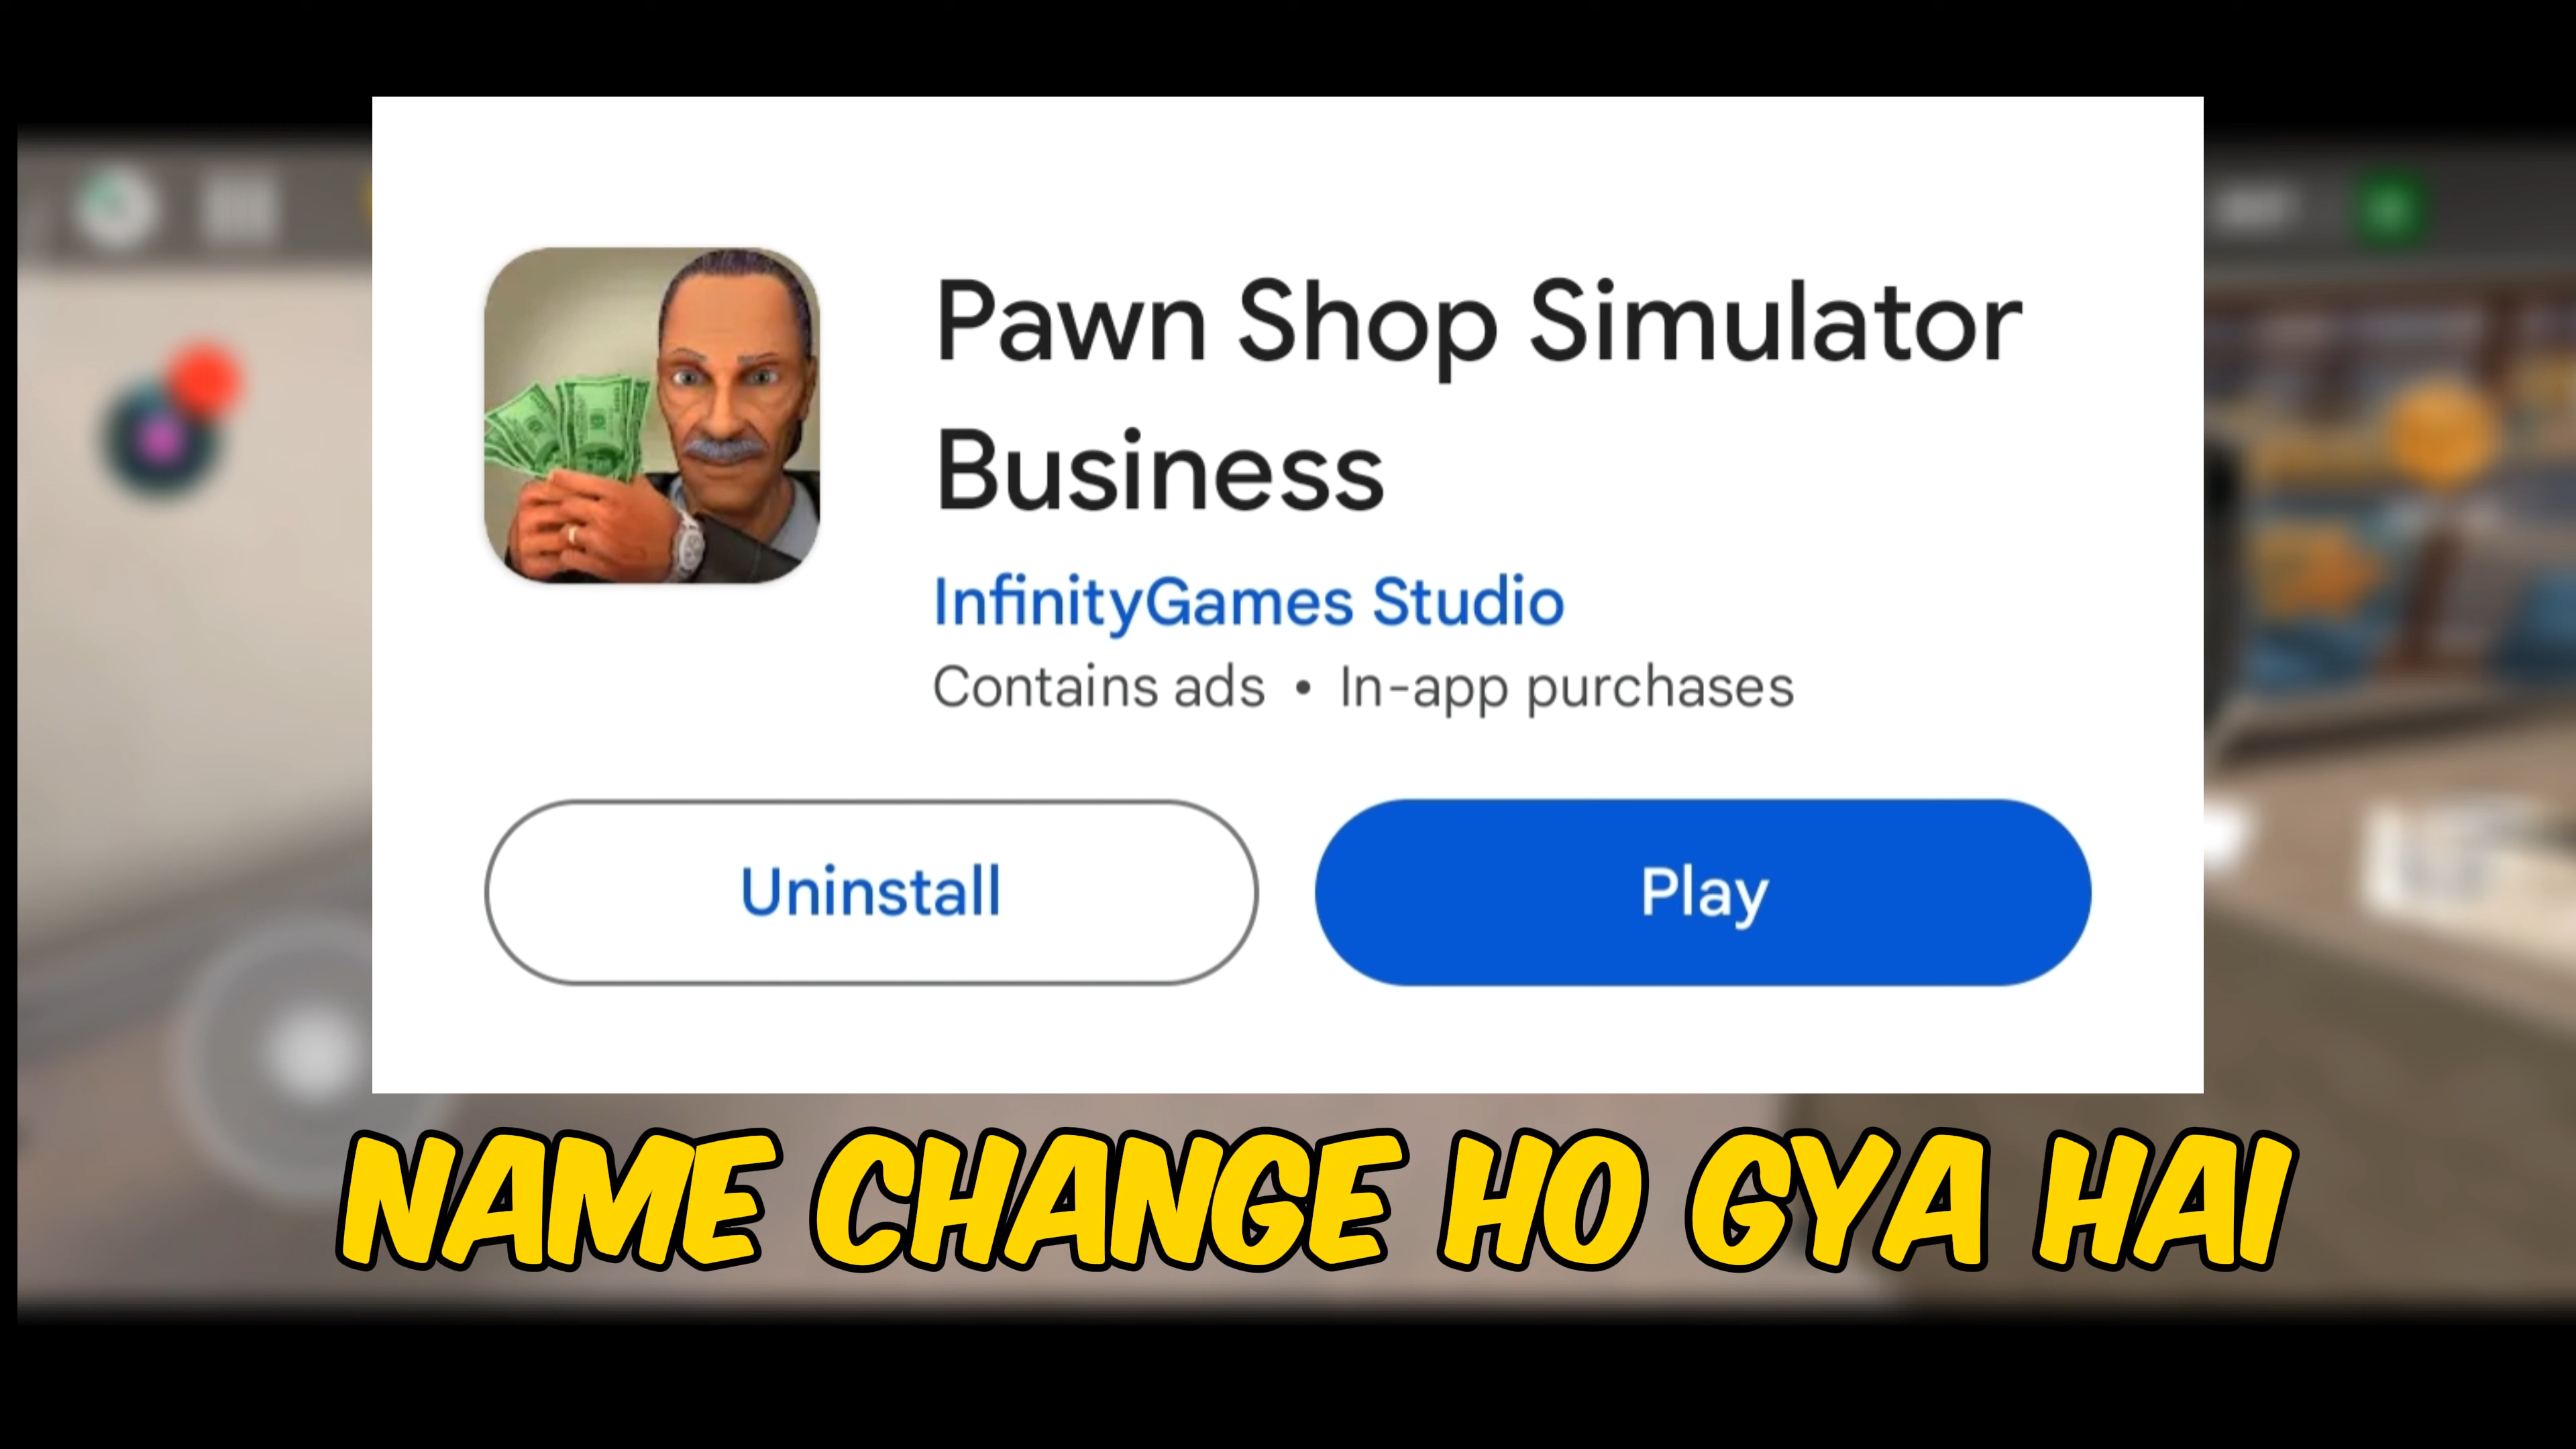 Pawn Shop Simulator
Business
InfinityGames Studio
Contains ads • In-app purchases
Uninstall
Play
NAME CHANGE HO GYA HAI